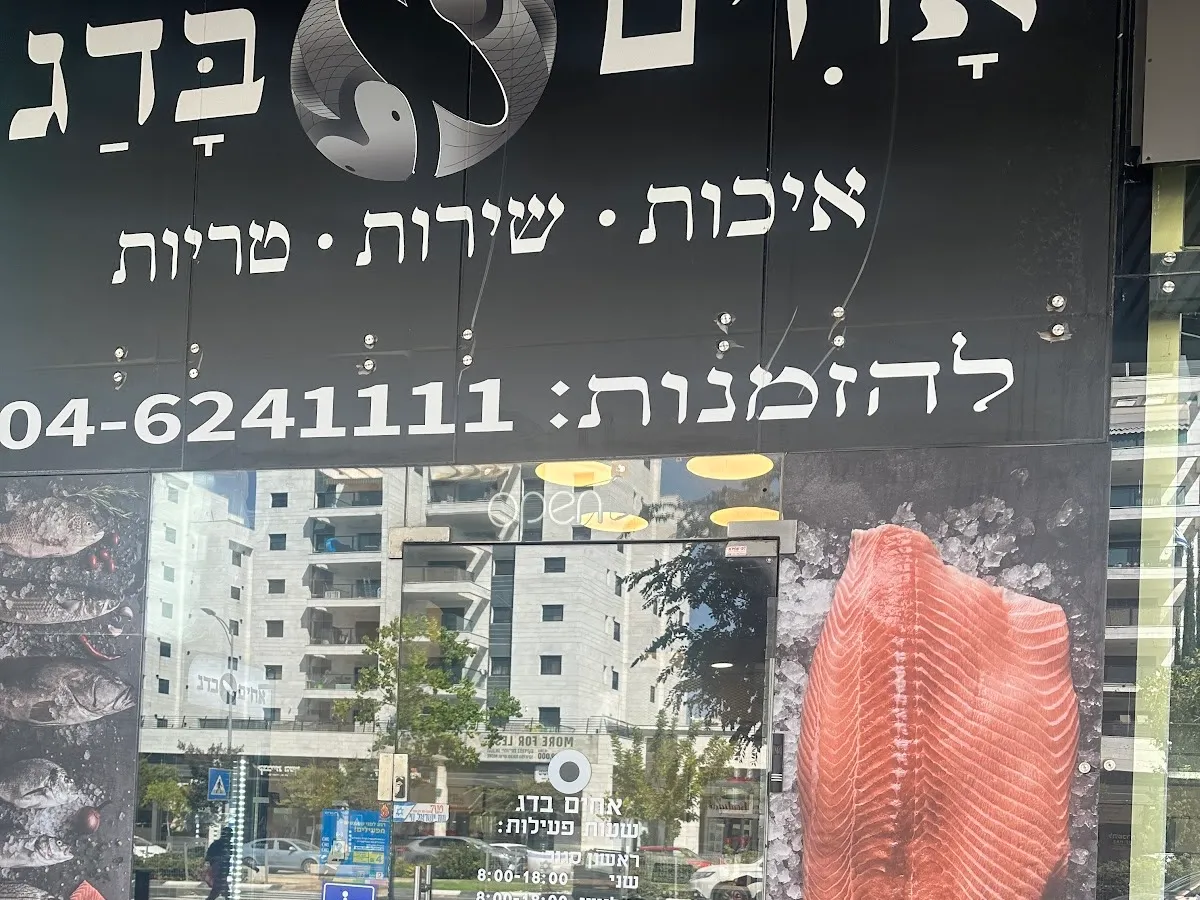 אַחִים בָּדַג
איכות · שירות · טריות
להזמנות: 04-6241111
open
MORE FOR LESS
אחים בדג
שעות פעילות:
ראשון סגור
שני 8:00-18:00